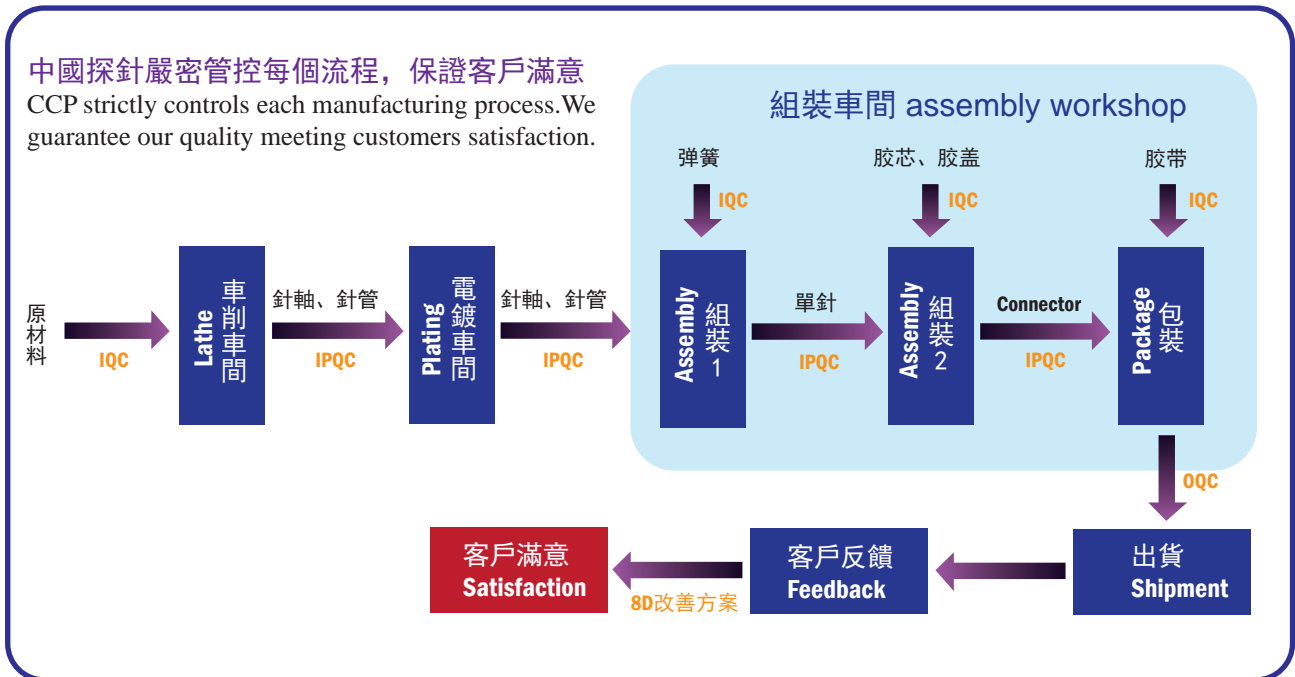 中國探針嚴密管控每個流程，保證客戶滿意
CCP strictly controls each manufacturing process.We
guarantee our quality meeting customers satisfaction.
組裝車間 assembly workshop
弹簧
IQC
胶芯、胶盖
IQC
胶带
IQC
原材料
IQC
Lathe
車削車間
針軸、針管
IPQC
Plating
電鍍車間
針軸、針管
IPQC
Assembly
組裝1
單針
IPQC
Assembly
組裝2
Connector
IPQC
Package
包裝
OQC
出貨
Shipment
客戶反饋
Feedback
8D改善方案
客戶滿意
Satisfaction